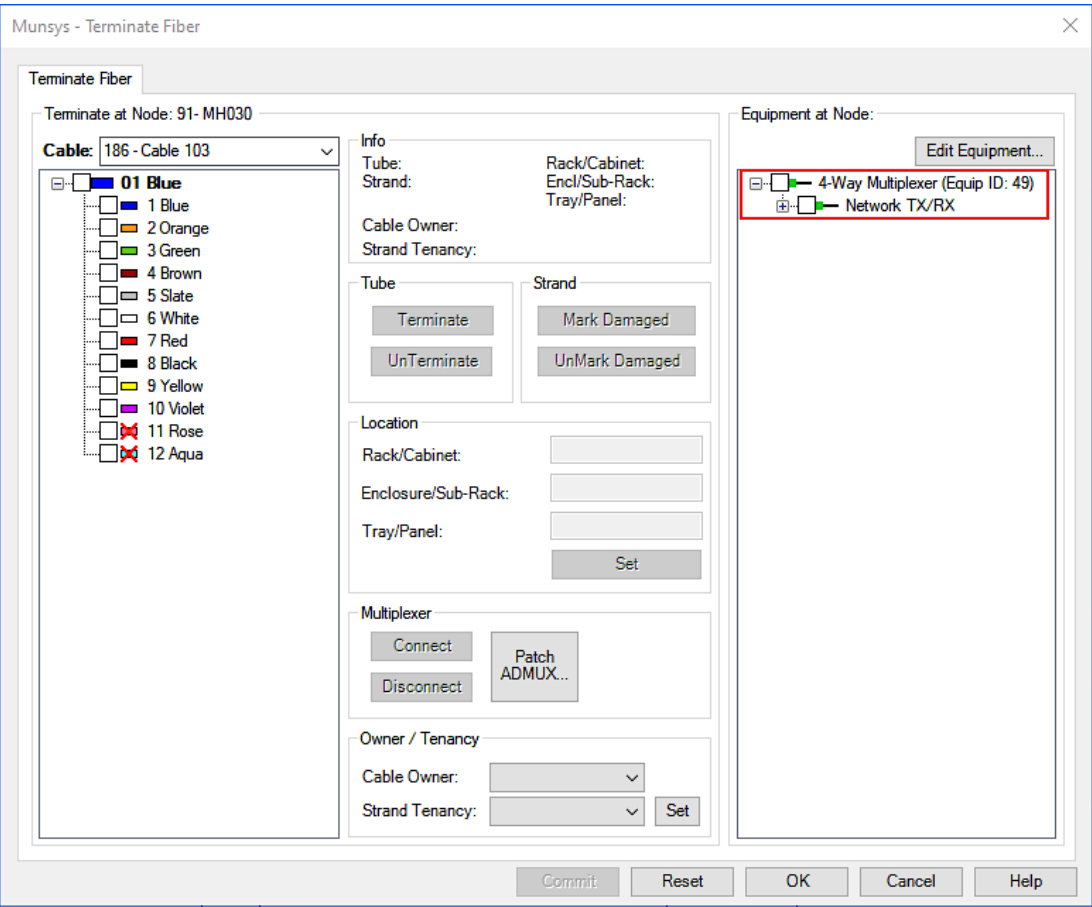 Munsys - Terminate Fiber
Terminate Fiber
Terminate at Node: 91- MH030
Cable: 186 - Cable 103
01 Blue
1 Blue
2 Orange
3 Green
4 Brown
5 Slate
6 White
7 Red
8 Black
9 Yellow
10 Violet
11 Rose
12 Aqua
Info
Tube:
Strand:
Rack/Cabinet:
Encl/Sub-Rack:
Tray/Panel:
Cable Owner:
Strand Tenancy:
Tube
Terminate
UnTerminate
Strand
Mark Damaged
UnMark Damaged
Location
Rack/Cabinet:
Enclosure/Sub-Rack:
Tray/Panel:
Set
Multiplexer
Connect
Disconnect
Patch
ADMUX...
Owner / Tenancy
Cable Owner:
Strand Tenancy:
Set
Equipment at Node:
Edit Equipment...
4-Way Multiplexer (Equip ID: 49)
Network TX/RX
Commit
Reset
OK
Cancel
Help